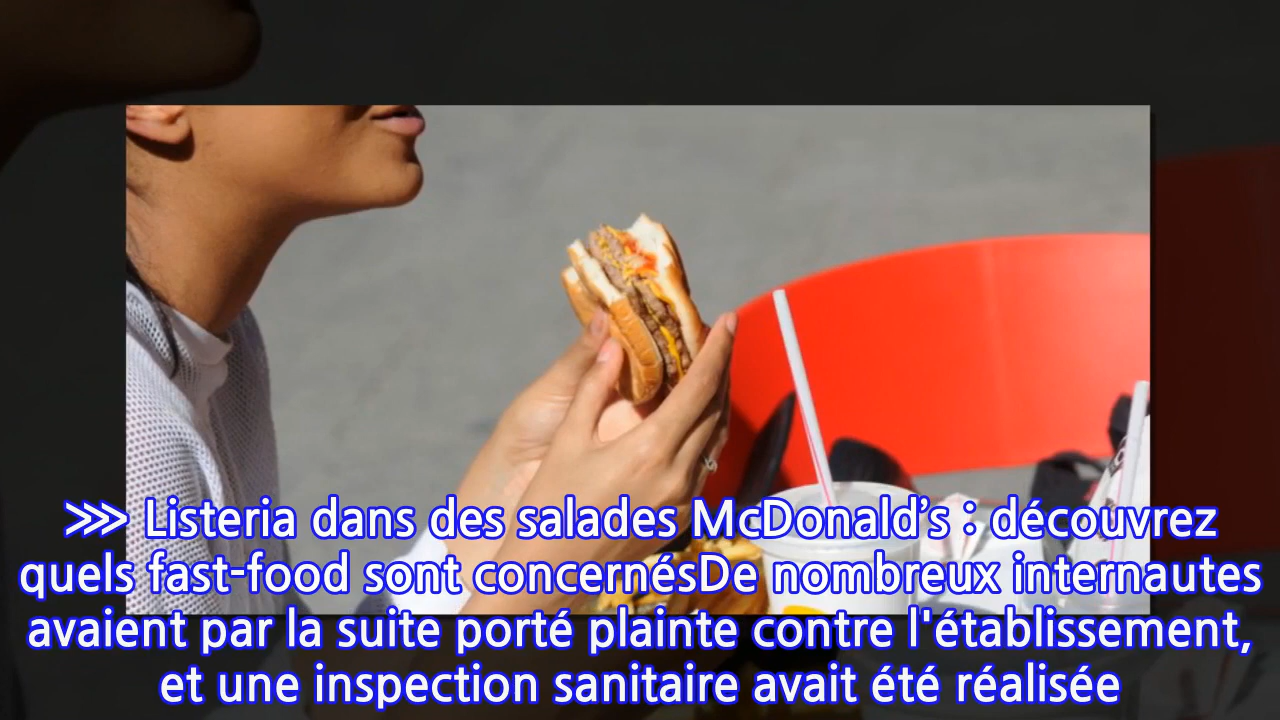 ⋙ Listeria dans des salades McDonald’s : découvrez
quels fast-food sont concernésDe nombreux internautes
avaient par la suite porté plainte contre l'établissement,
et une inspection sanitaire avait été réalisée